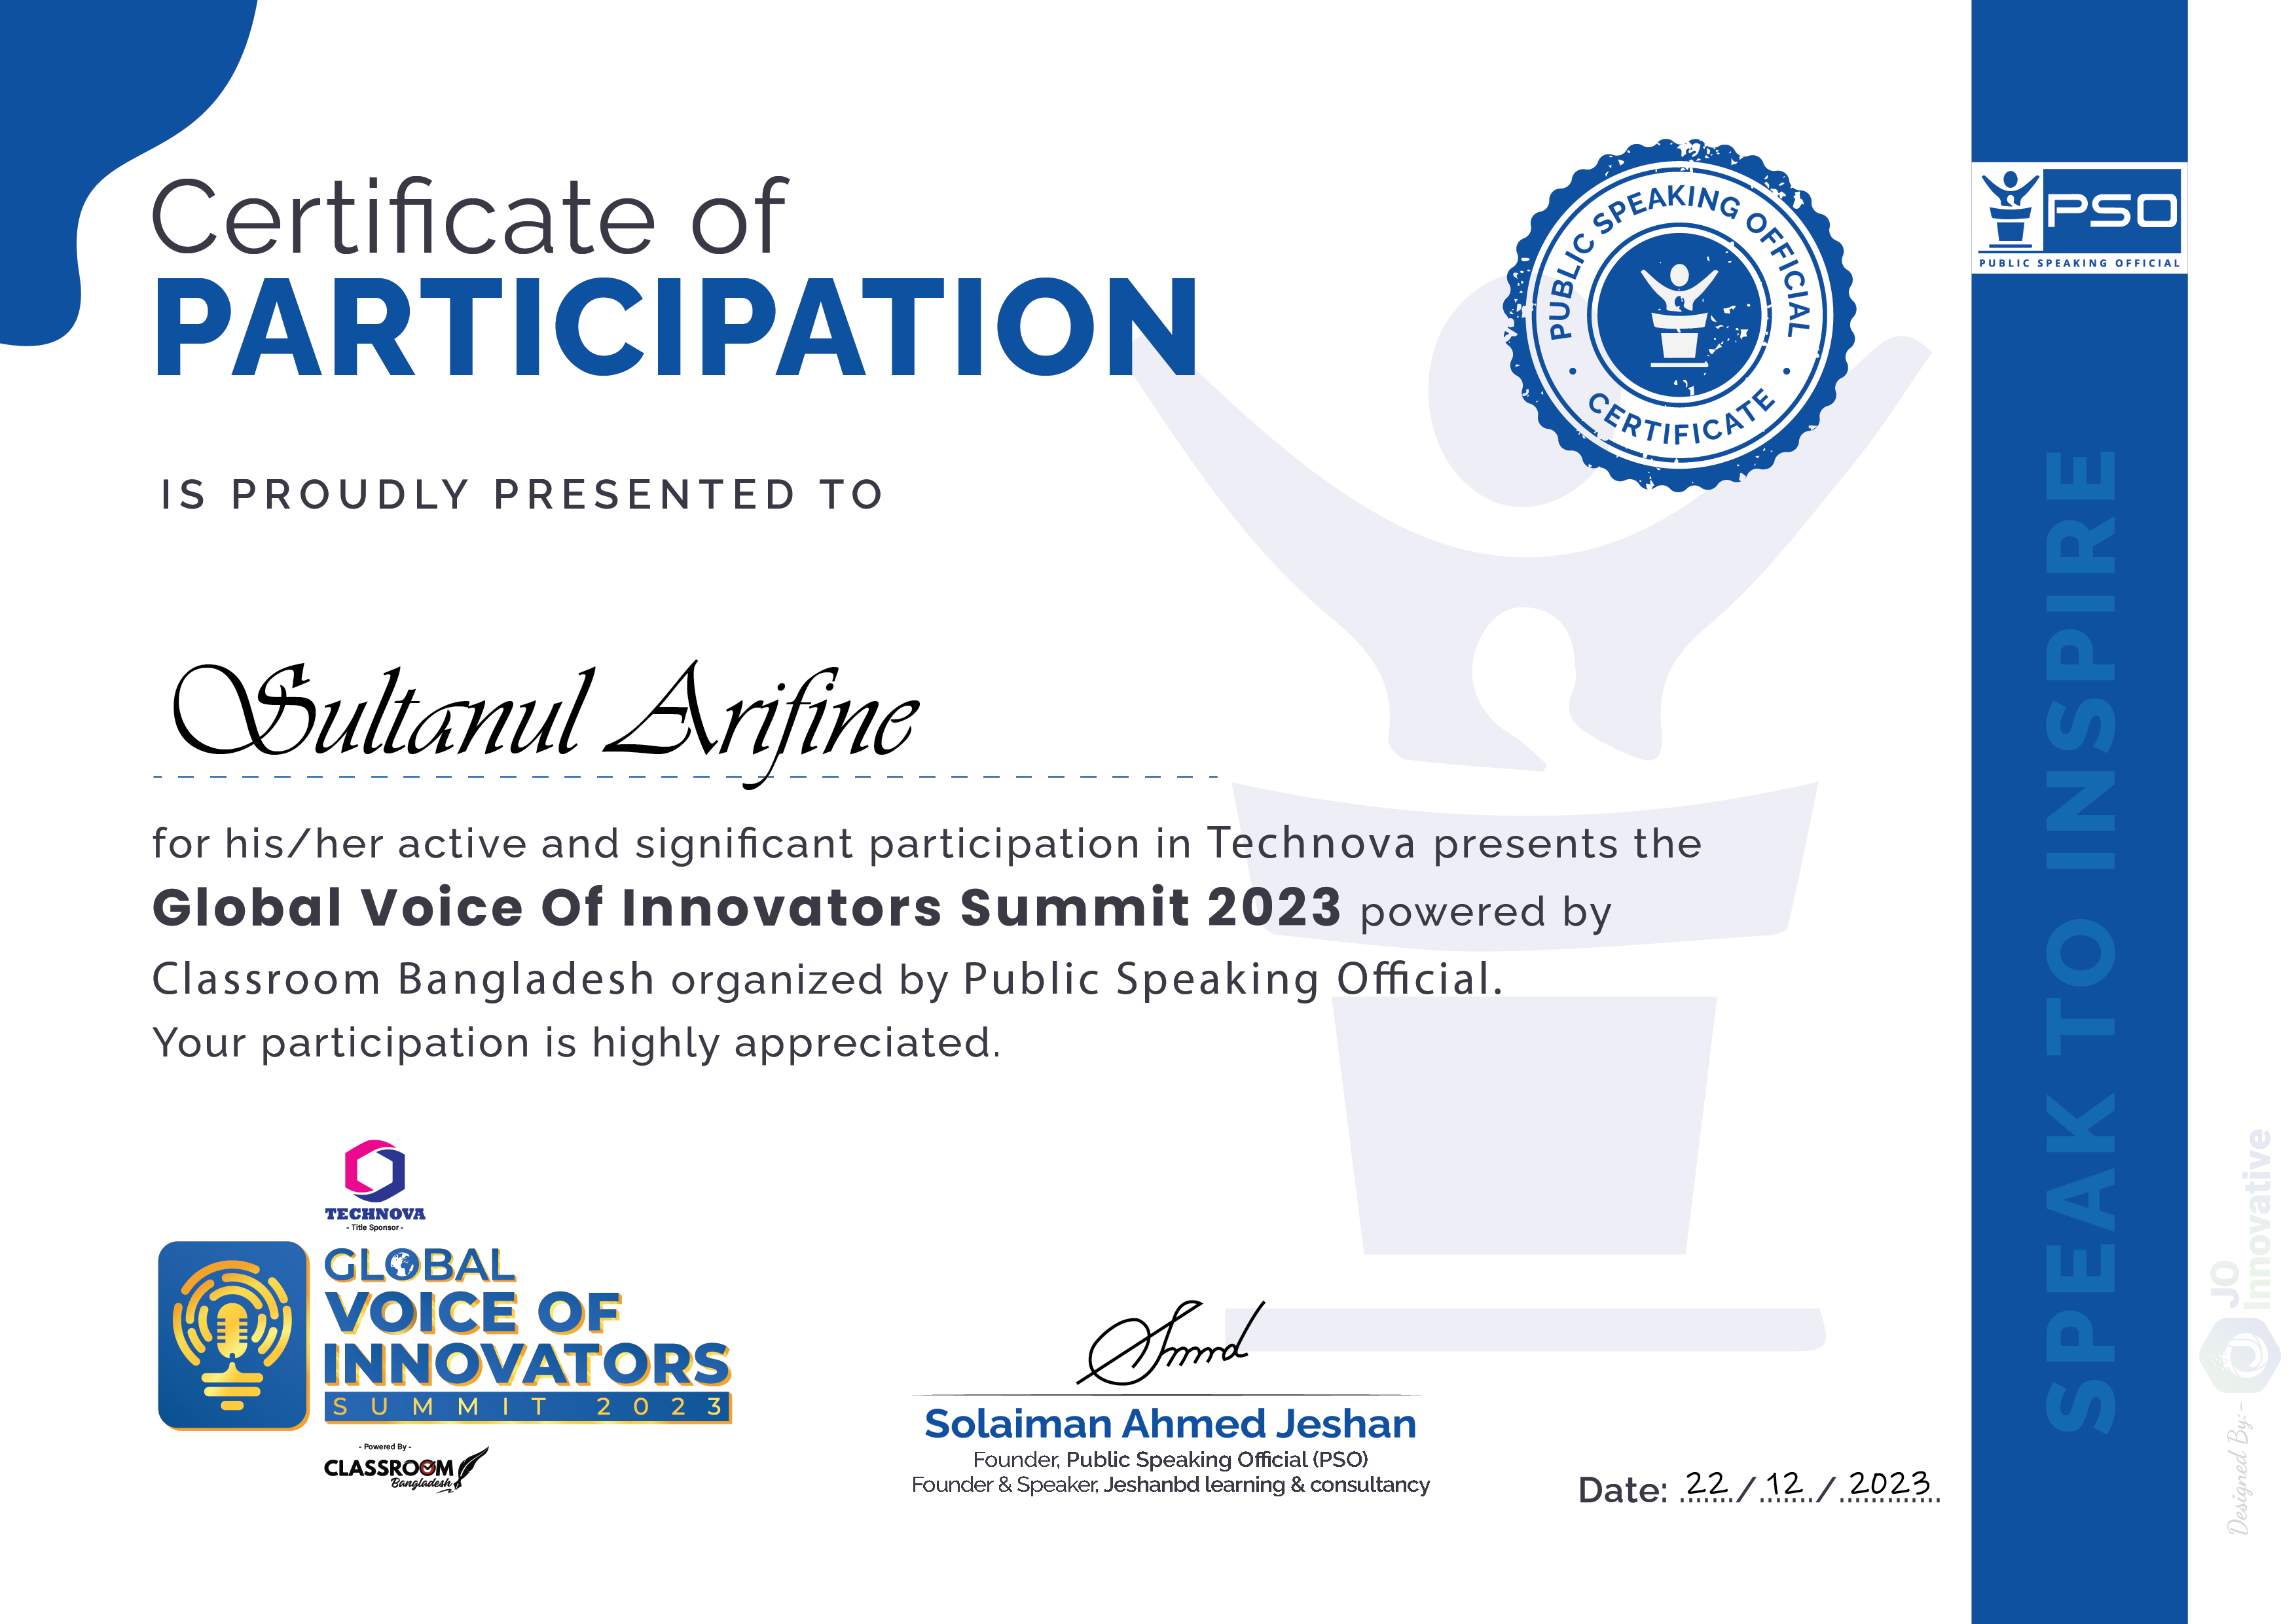 Certificate of
PARTICIPATION
IS PROUDLY PRESENTED TO
PUBLIC SPEAKING OFFICIAL
• CERTIFICATE •
PSO
PUBLIC SPEAKING OFFICIAL
SPEAK TO INSPIRE
Sultanul Arifine
for his/her active and significant participation in Technova presents the
Global Voice Of Innovators Summit 2023 powered by
Classroom Bangladesh organized by Public Speaking Official.
Your participation is highly appreciated.
TECHNOVA
- Title Sponsor -
GLOBAL
VOICE OF
INNOVATORS
SUMMIT 2023
- Powered By -
CLASSROOM
Bangladesh
Solaiman Ahmed Jeshan
Founder, Public Speaking Official (PSO)
Founder & Speaker, Jeshanbd learning & consultancy
Date: 22 / 12 / 2023
Designed By:-
JO
Innovative